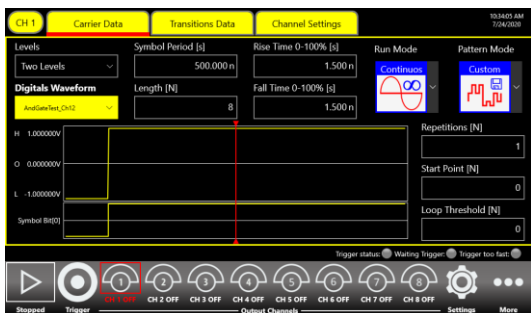 CH 1
Carrier Data
Transitions Data
Channel Settings
10:34:05 AM
7/24/2020
Levels
Two Levels
Symbol Period [s]
500.000 n
Rise Time 0-100% [s]
1.500 n
Run Mode
Continuos
Pattern Mode
Custom
Digitals Waveform
AndGateTest_Ch12
Length [N]
8
Fall Time 0-100% [s]
1.500 n
H 1.000000V
O 0.000000V
L -1.000000V
Symbol Bit[0]
Repetitions [N]
1
Start Point [N]
0
Loop Threshold [N]
0
Trigger status: Waiting Trigger: Trigger too fast:
1 2 3 4 5 6 7 8
CH 1 OFF CH 2 OFF CH 3 OFF CH 4 OFF CH 5 OFF CH 6 OFF CH 7 OFF CH 8 OFF
Stopped Trigger Output Channels Settings More